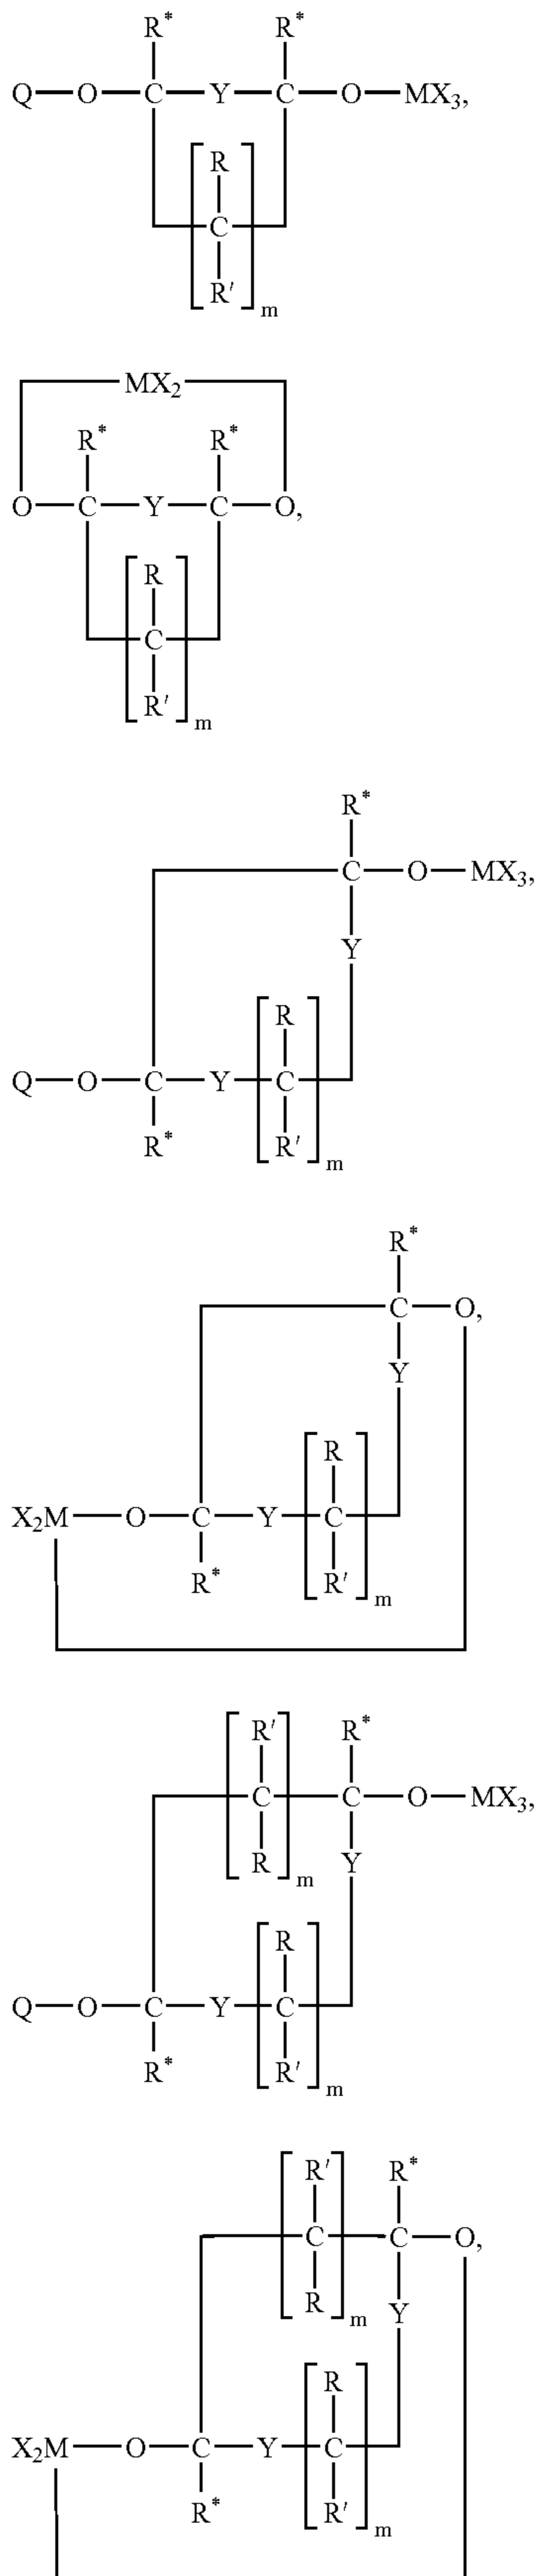 R* R*
Q—O—C—Y—C—O—MX₃,
R
C
R′
m
MX₂
R* R*
O—C—Y—C—O,
R
C
R′
m
R*
C—O—MX₃,
Y
R
Q—O—C—Y—C
R* R′
m
R*
C—O,
Y
R
X₂M—O—C—Y—C
R* R′
m
R′ R*
C—C—O—MX₃,
R Y
m
R
Q—O—C—Y—C
R* R′
m
R′ R*
C—C—O,
R Y
m
R
X₂M—O—C—Y—C
R* R′
m